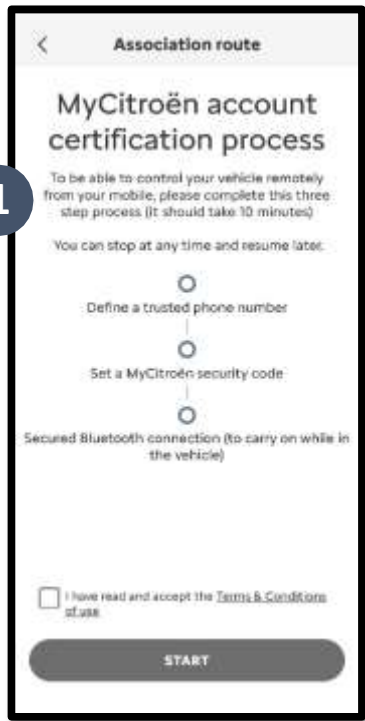 Association route
MyCitroën account
certification process
To be able to control your vehicle remotely
from your mobile, please complete this three
step process (it should take 10 minutes)
1
You can stop at any time and resume later.
Define a trusted phone number
Set a MyCitroën security code
Secured Bluetooth connection (to carry on while in
the vehicle)
I have read and accept the Terms & Conditions
of use
START